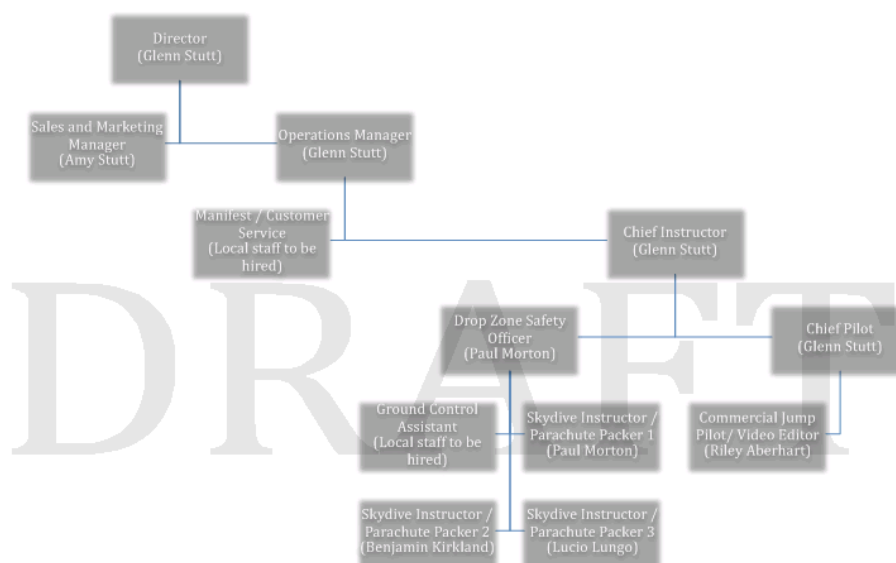 Director
(Glenn Stutt)
Sales and Marketing
Manager
(Amy Stutt)
Operations Manager
(Glenn Stutt)
Manifest / Customer
Service
(Local staff to be
hired)
Chief Instructor
(Glenn Stutt)
Drop Zone Safety
Officer
(Paul Morton)
Chief Pilot
(Glenn Stutt)
Ground Control
Assistant
(Local staff to be
hired)
Skydive Instructor /
Parachute Packer 1
(Paul Morton)
Commercial Jump
Pilot/ Video Editor
(Riley Aberhart)
Skydive Instructor /
Parachute Packer 2
(Benjamin Kirkland)
Skydive Instructor /
Parachute Packer 3
(Lucio Lungo)
DRAFT